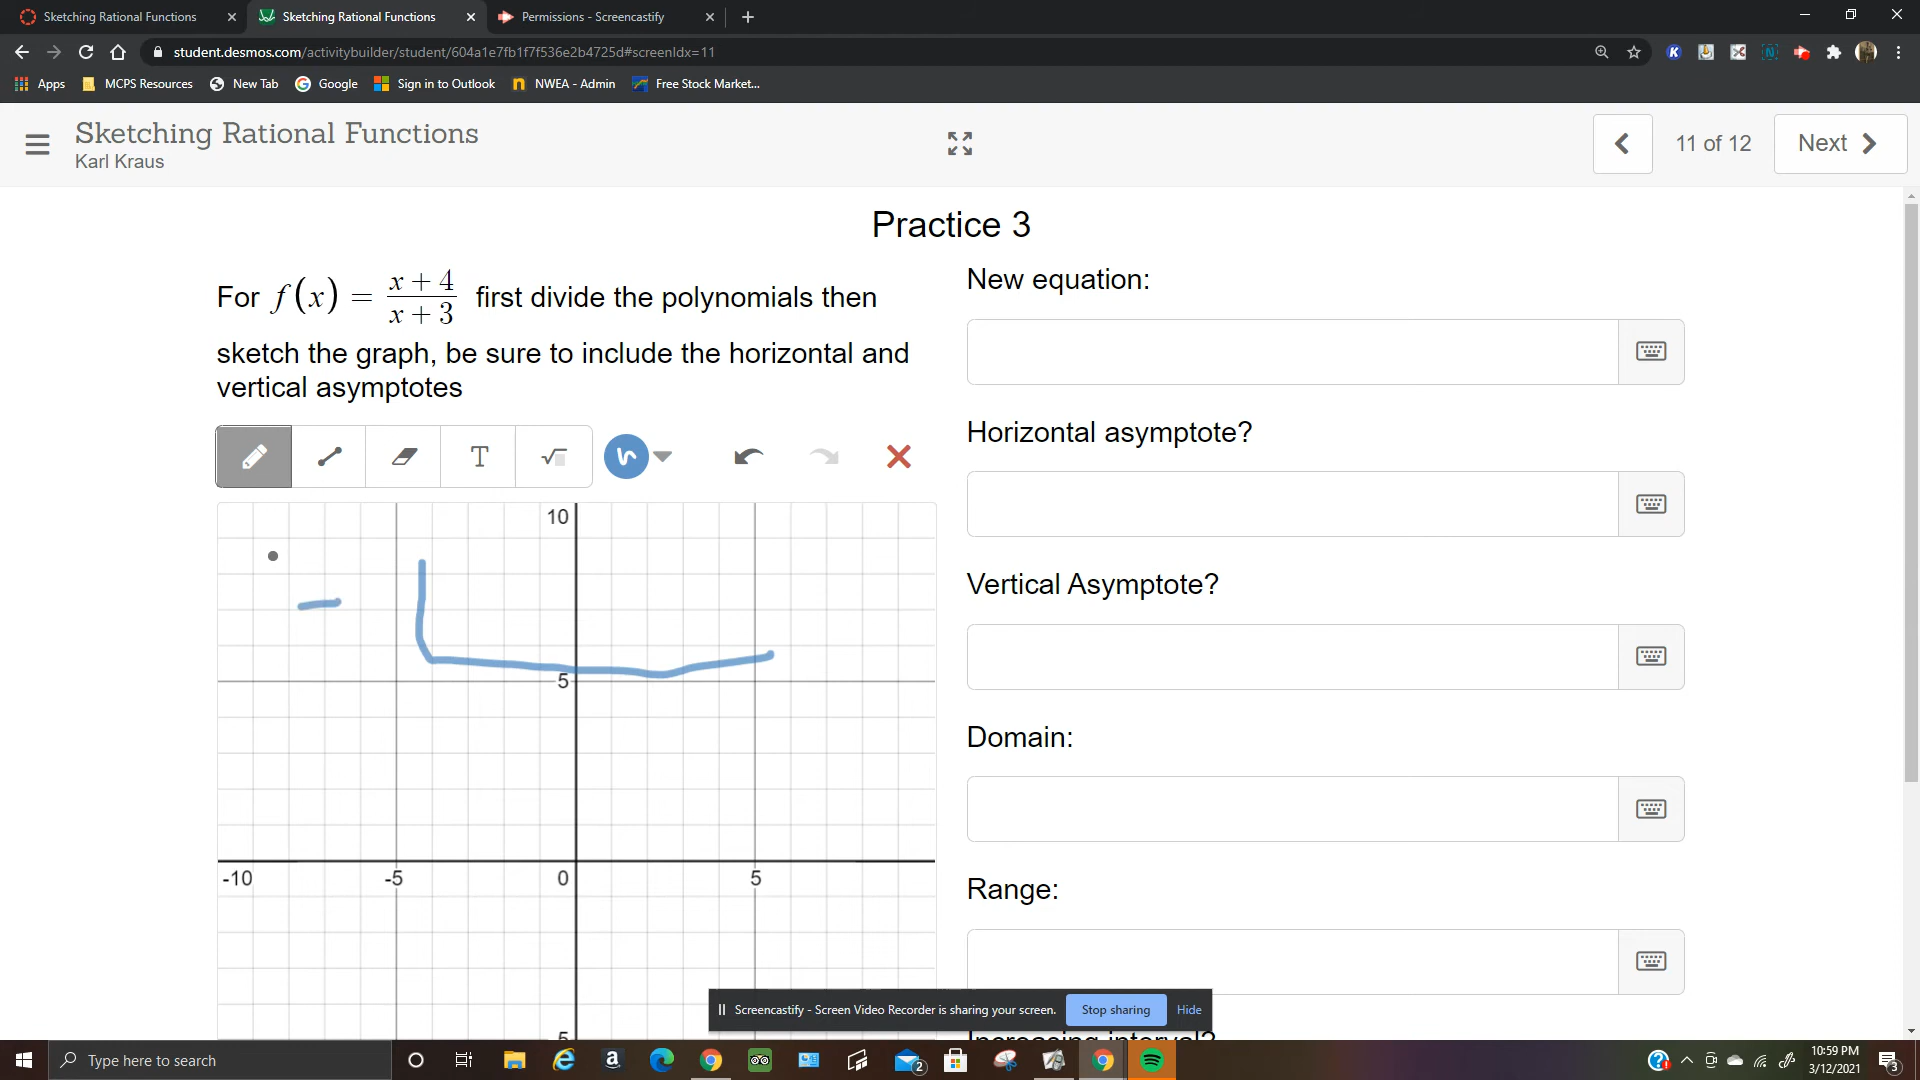 Sketching Rational Functions
Sketching Rational Functions
Permissions - Screencastify
student.desmos.com/activitybuilder/student/604a1e7fb1f7f536e2b4725d#screenIdx=11
Apps
MCPS Resources
New Tab
Google
Sign in to Outlook
NWEA - Admin
Free Stock Market...
Sketching Rational Functions
Karl Kraus
11 of 12
Next
Practice 3
For f(x) = (x + 4)/(x + 3) first divide the polynomials then
sketch the graph, be sure to include the horizontal and
vertical asymptotes
T
10
5
-10
-5
0
5
New equation:
Horizontal asymptote?
Vertical Asymptote?
Domain:
Range:
Increasing interval?
Screencastify - Screen Video Recorder is sharing your screen.
Stop sharing
Hide
Type here to search
2
10:59 PM
3/12/2021
3